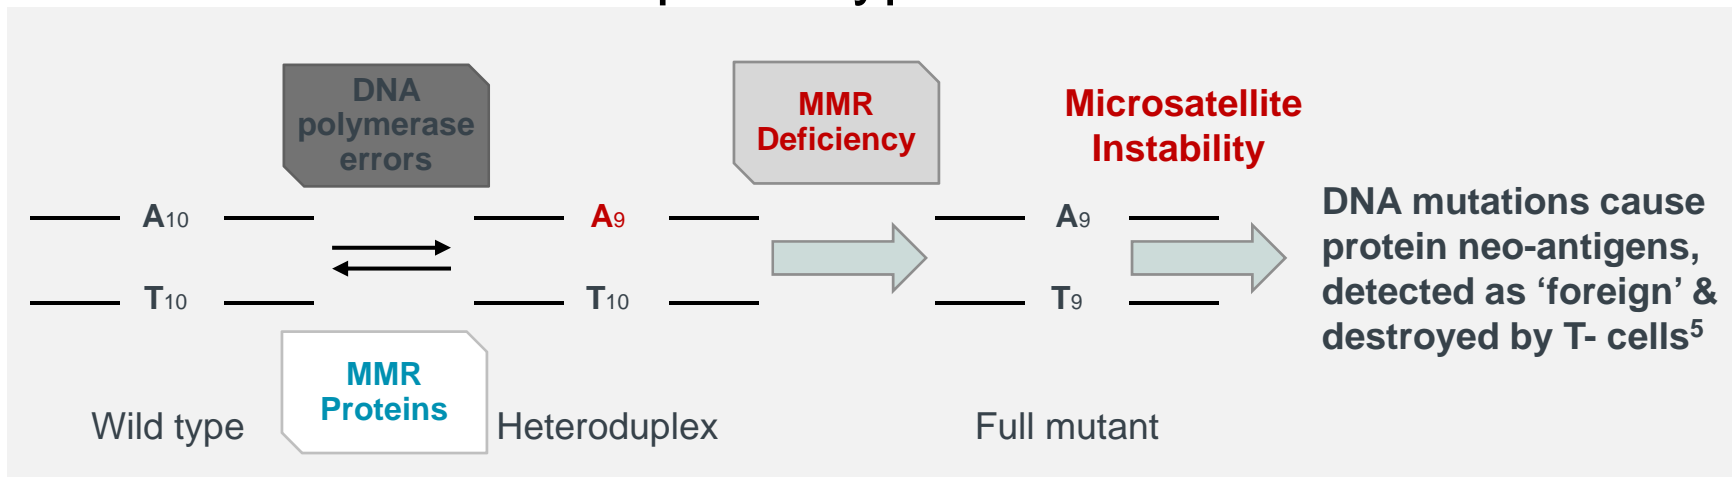 DNA
polymerase
errors
MMR
Deficiency
Microsatellite
Instability
A10
A9
A9
DNA mutations cause
protein neo-antigens,
detected as ‘foreign’ &
destroyed by T- cells5
T10
T10
T9
MMR
Proteins
Wild type
Heteroduplex
Full mutant